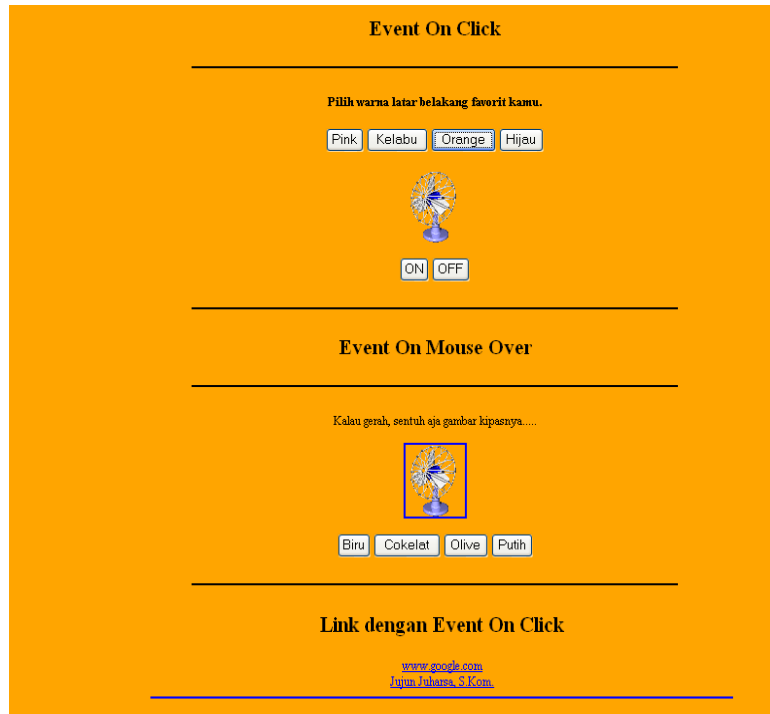 Event On Click
Pilih warna latar belakang favorit kamu.
Pink Kelabu Orange Hijau
ON OFF
Event On Mouse Over
Kalau gerah, sentuh aja gambar kipasnya.....
Biru Cokelat Olive Putih
Link dengan Event On Click
www.google.com
Jujun Juharsa, S.Kom.